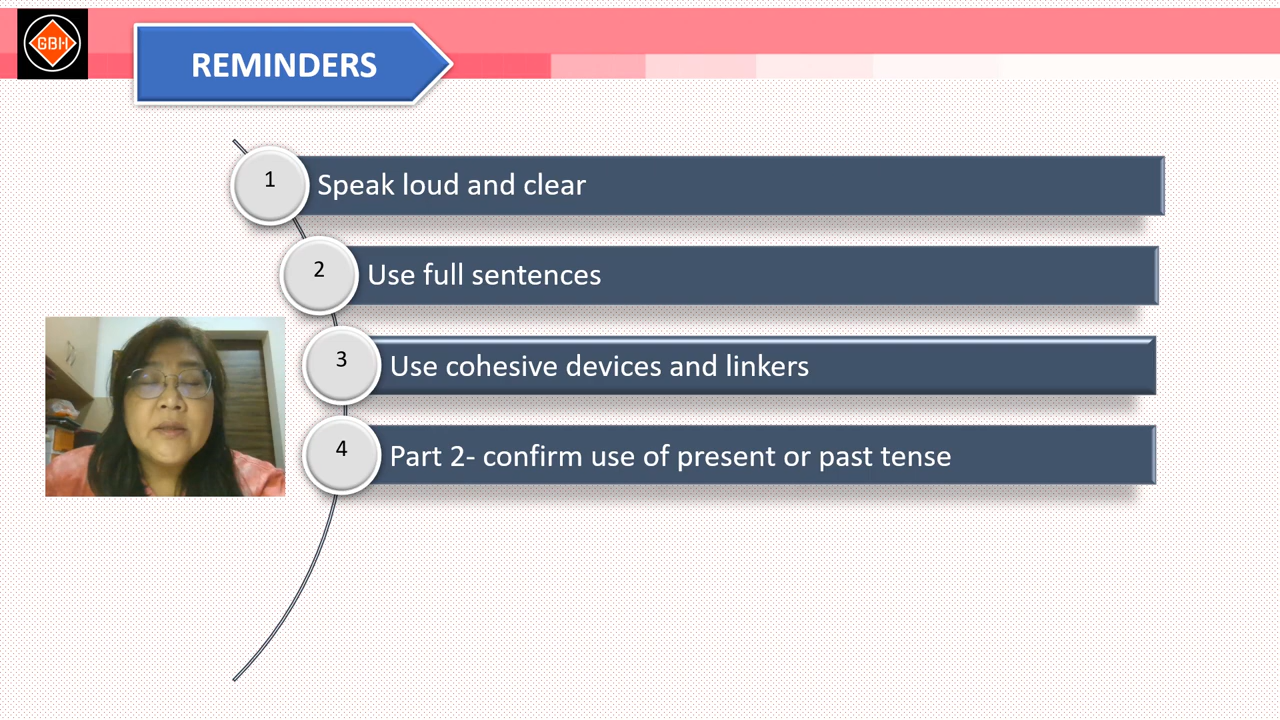 GBH
REMINDERS
1
Speak loud and clear
2
Use full sentences
3
Use cohesive devices and linkers
4
Part 2- confirm use of present or past tense